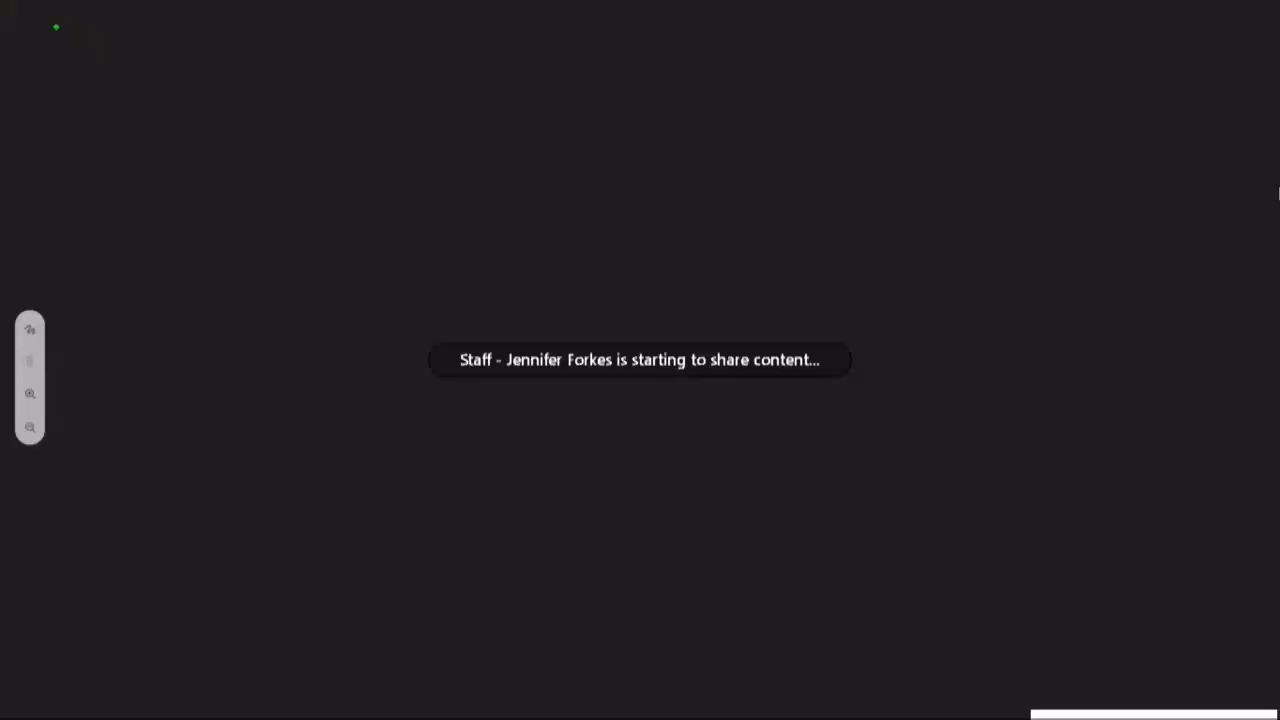 Staff - Jennifer Forkes is starting to share content...